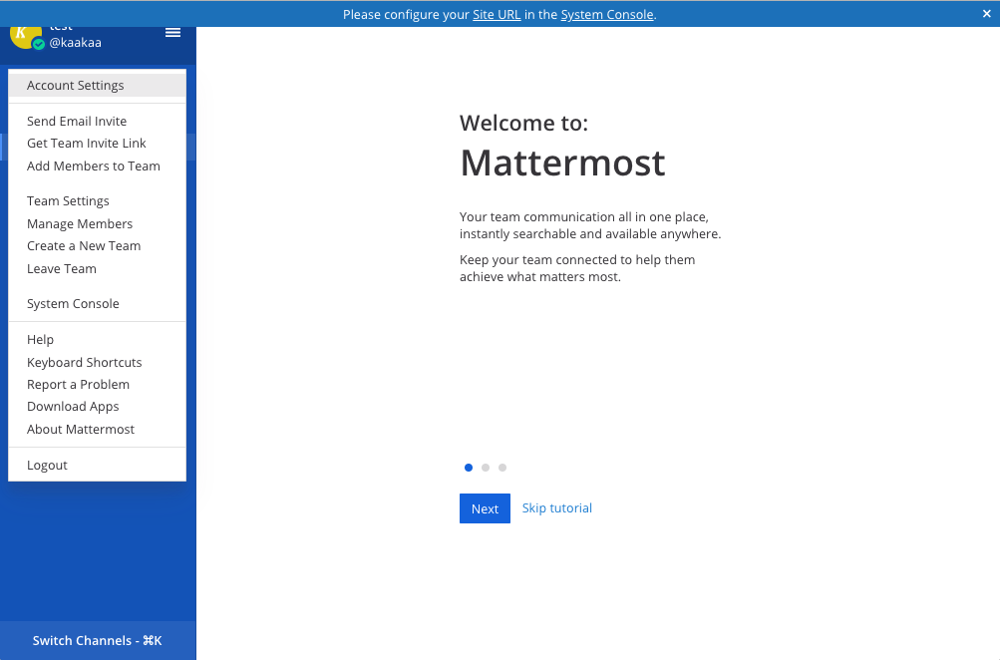 Please configure your Site URL in the System Console.
×
K
test
@kaakaa
Account Settings
Send Email Invite
Get Team Invite Link
Add Members to Team
Team Settings
Manage Members
Create a New Team
Leave Team
System Console
Help
Keyboard Shortcuts
Report a Problem
Download Apps
About Mattermost
Logout
Switch Channels - ⌘K
Welcome to:
Mattermost
Your team communication all in one place,
instantly searchable and available anywhere.
Keep your team connected to help them
achieve what matters most.
Next
Skip tutorial